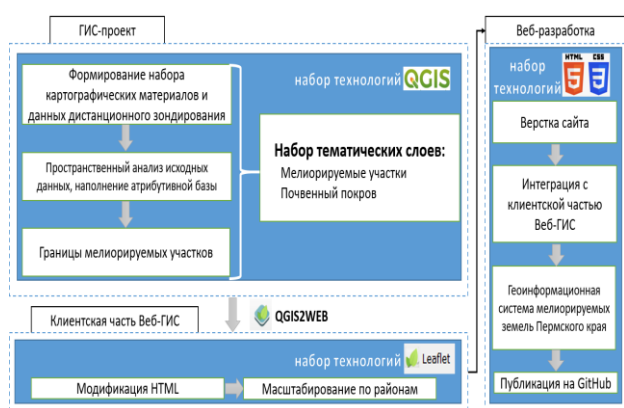 ГИС-проект
набор технологий QGIS
Формирование набора
картографических материалов и
данных дистанционного зондирования
Пространственный анализ исходных
данных, наполнение атрибутивной базы
Границы мелиорируемых участков
Набор тематических слоев:
Мелиорируемые участки
Почвенный покров
QGIS2WEB
Клиентская часть Веб-ГИС
набор технологий Leaflet
Модификация HTML
Масштабирование по районам
Веб-разработка
набор
технологий
HTML
5
CSS
3
Верстка сайта
Интеграция с
клиентской частью
Веб-ГИС
Геоинформационная
система мелиорируемых
земель Пермского края
Публикация на GitHub